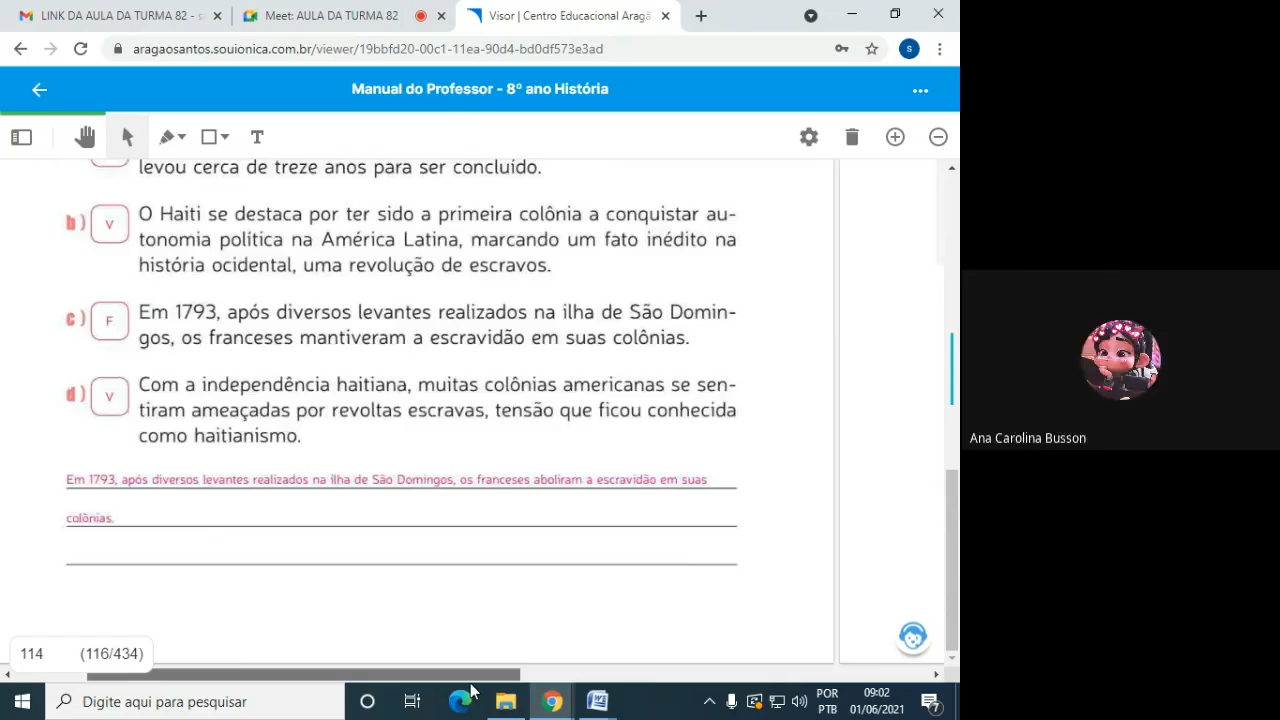 LINK DA AULA DA TURMA 82 - s
Meet: AULA DA TURMA 82
Visor | Centro Educacional Aragã
aragaosantos.souionica.com.br/viewer/19bbfd20-00c1-11ea-90d4-bd0df573e3ad
s
Manual do Professor - 8º ano História
T
levou cerca de treze anos para ser concluído.
b) V O Haiti se destaca por ter sido a primeira colônia a conquistar au-
tonomia política na América Latina, marcando um fato inédito na
história ocidental, uma revolução de escravos.
c) F Em 1793, após diversos levantes realizados na ilha de São Domin-
gos, os franceses mantiveram a escravidão em suas colônias.
d) V Com a independência haitiana, muitas colônias americanas se sen-
tiram ameaçadas por revoltas escravas, tensão que ficou conhecida
como haitianismo.
Em 1793, após diversos levantes realizados na ilha de São Domingos, os franceses aboliram a escravidão em suas
colônias.
Ana Carolina Busson
114 (116/434)
Digite aqui para pesquisar
POR
PTB
09:02
01/06/2021
7